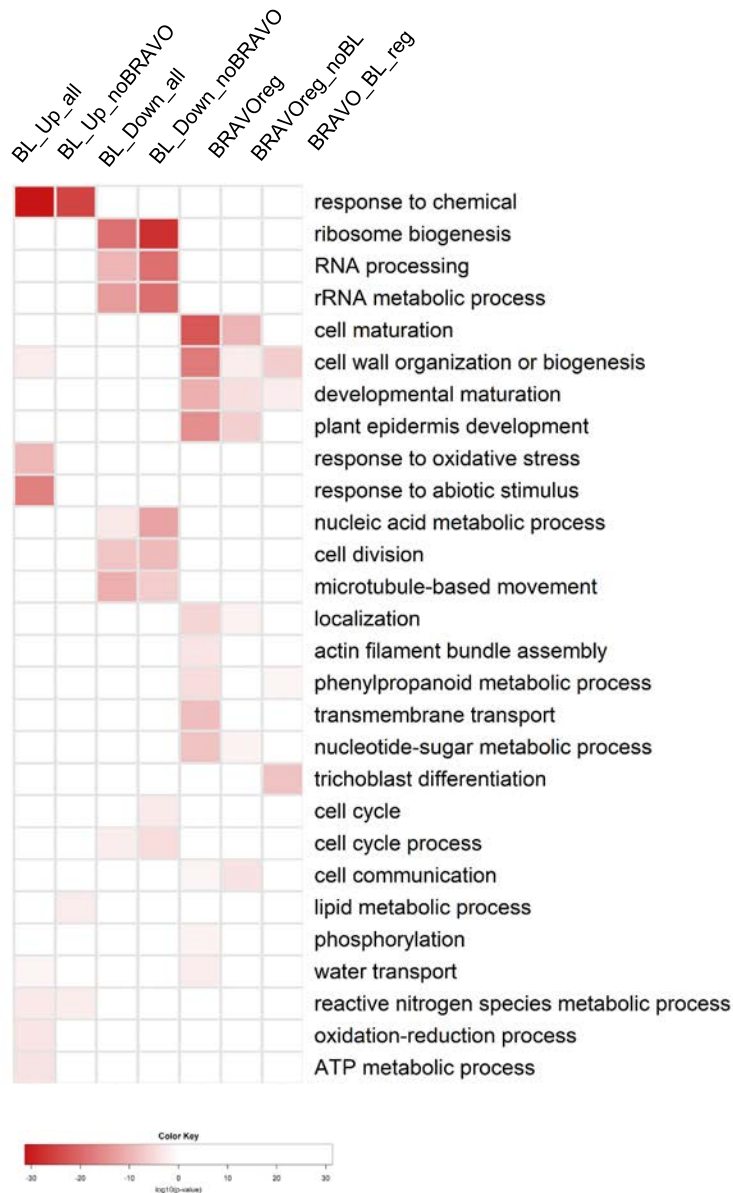 BL_Up_all
BL_Up_noBRAVO
BL_Down_all
BL_Down_noBRAVO
BRAVOreg
BRAVOreg_noBL
BRAVO_BL_reg
response to chemical
ribosome biogenesis
RNA processing
rRNA metabolic process
cell maturation
cell wall organization or biogenesis
developmental maturation
plant epidermis development
response to oxidative stress
response to abiotic stimulus
nucleic acid metabolic process
cell division
microtubule-based movement
localization
actin filament bundle assembly
phenylpropanoid metabolic process
transmembrane transport
nucleotide-sugar metabolic process
trichoblast differentiation
cell cycle
cell cycle process
cell communication
lipid metabolic process
phosphorylation
water transport
reactive nitrogen species metabolic process
oxidation-reduction process
ATP metabolic process
Color Key
-30 -20 -10 0 10 20 30
log10(p-value)